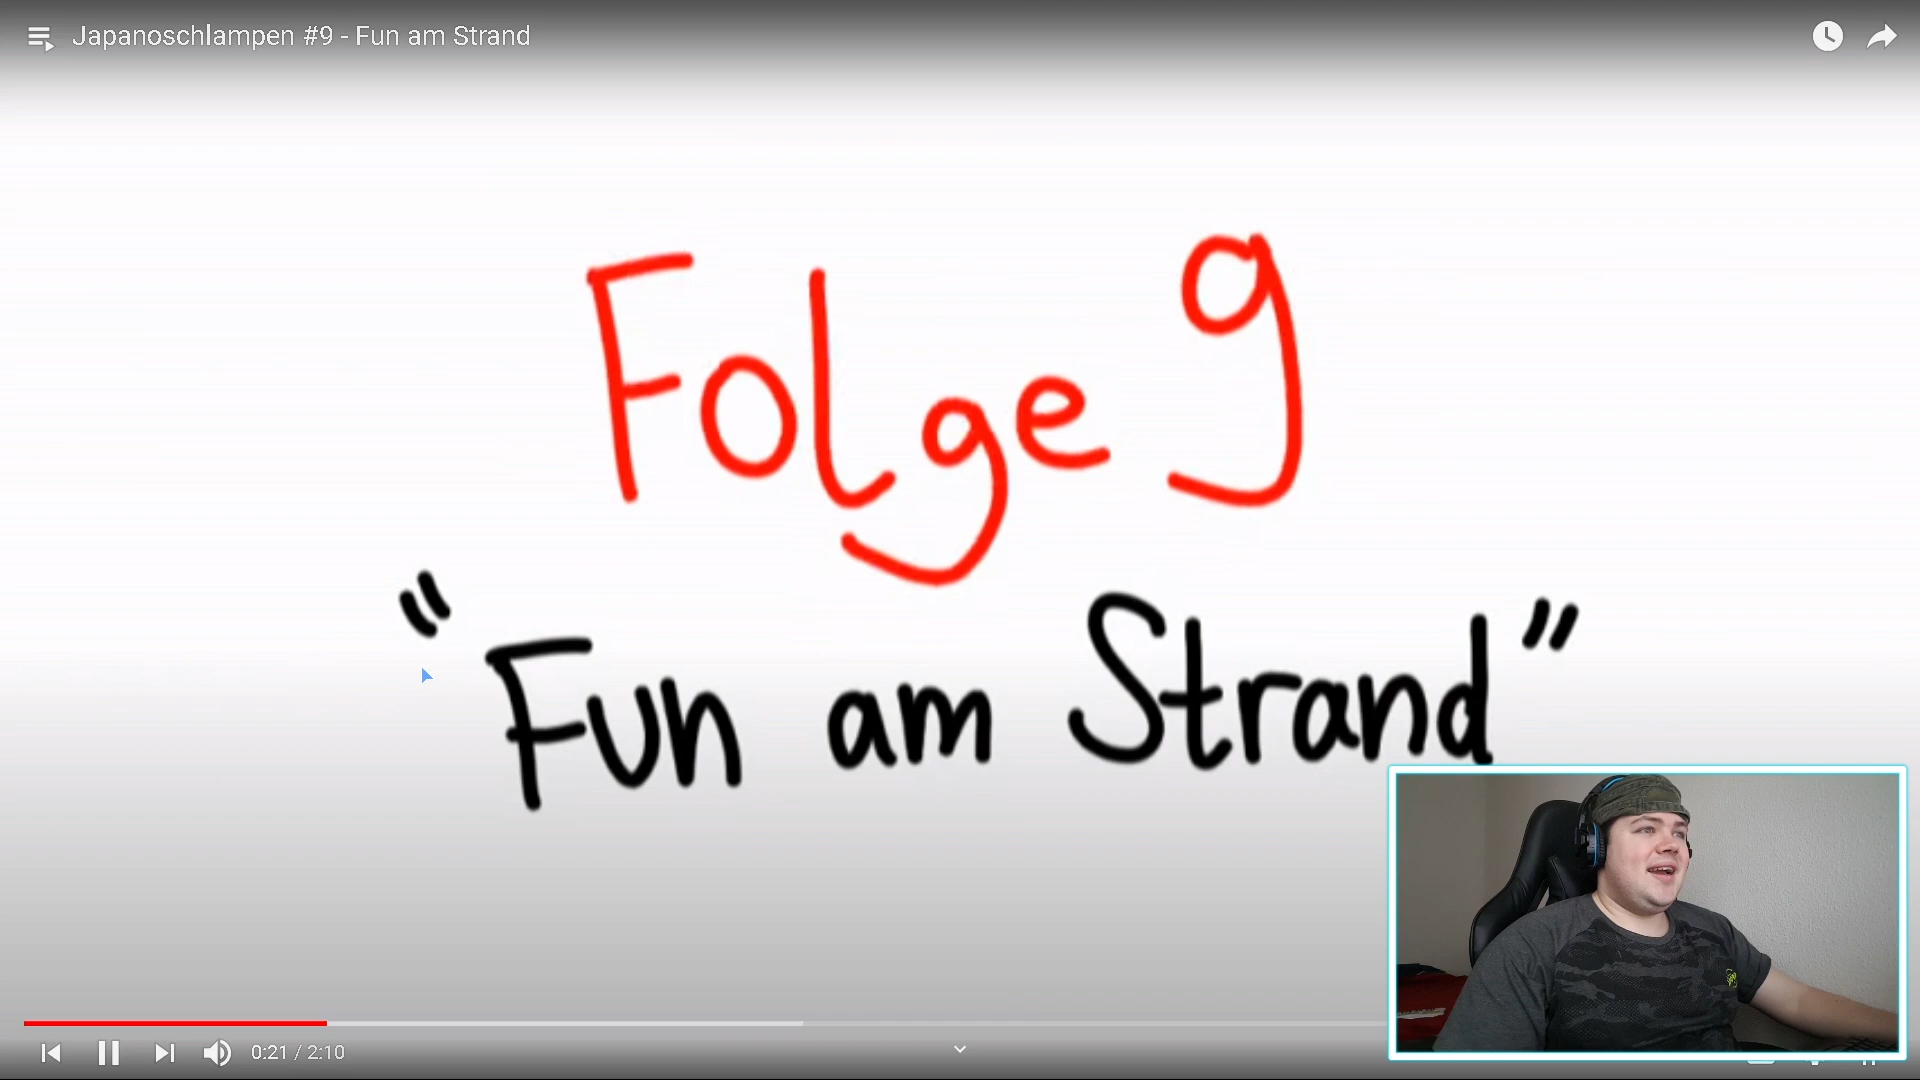 Japanoschlampen #9 - Fun am Strand
Folge 9
"Fun am Strand"
0:21 / 2:10